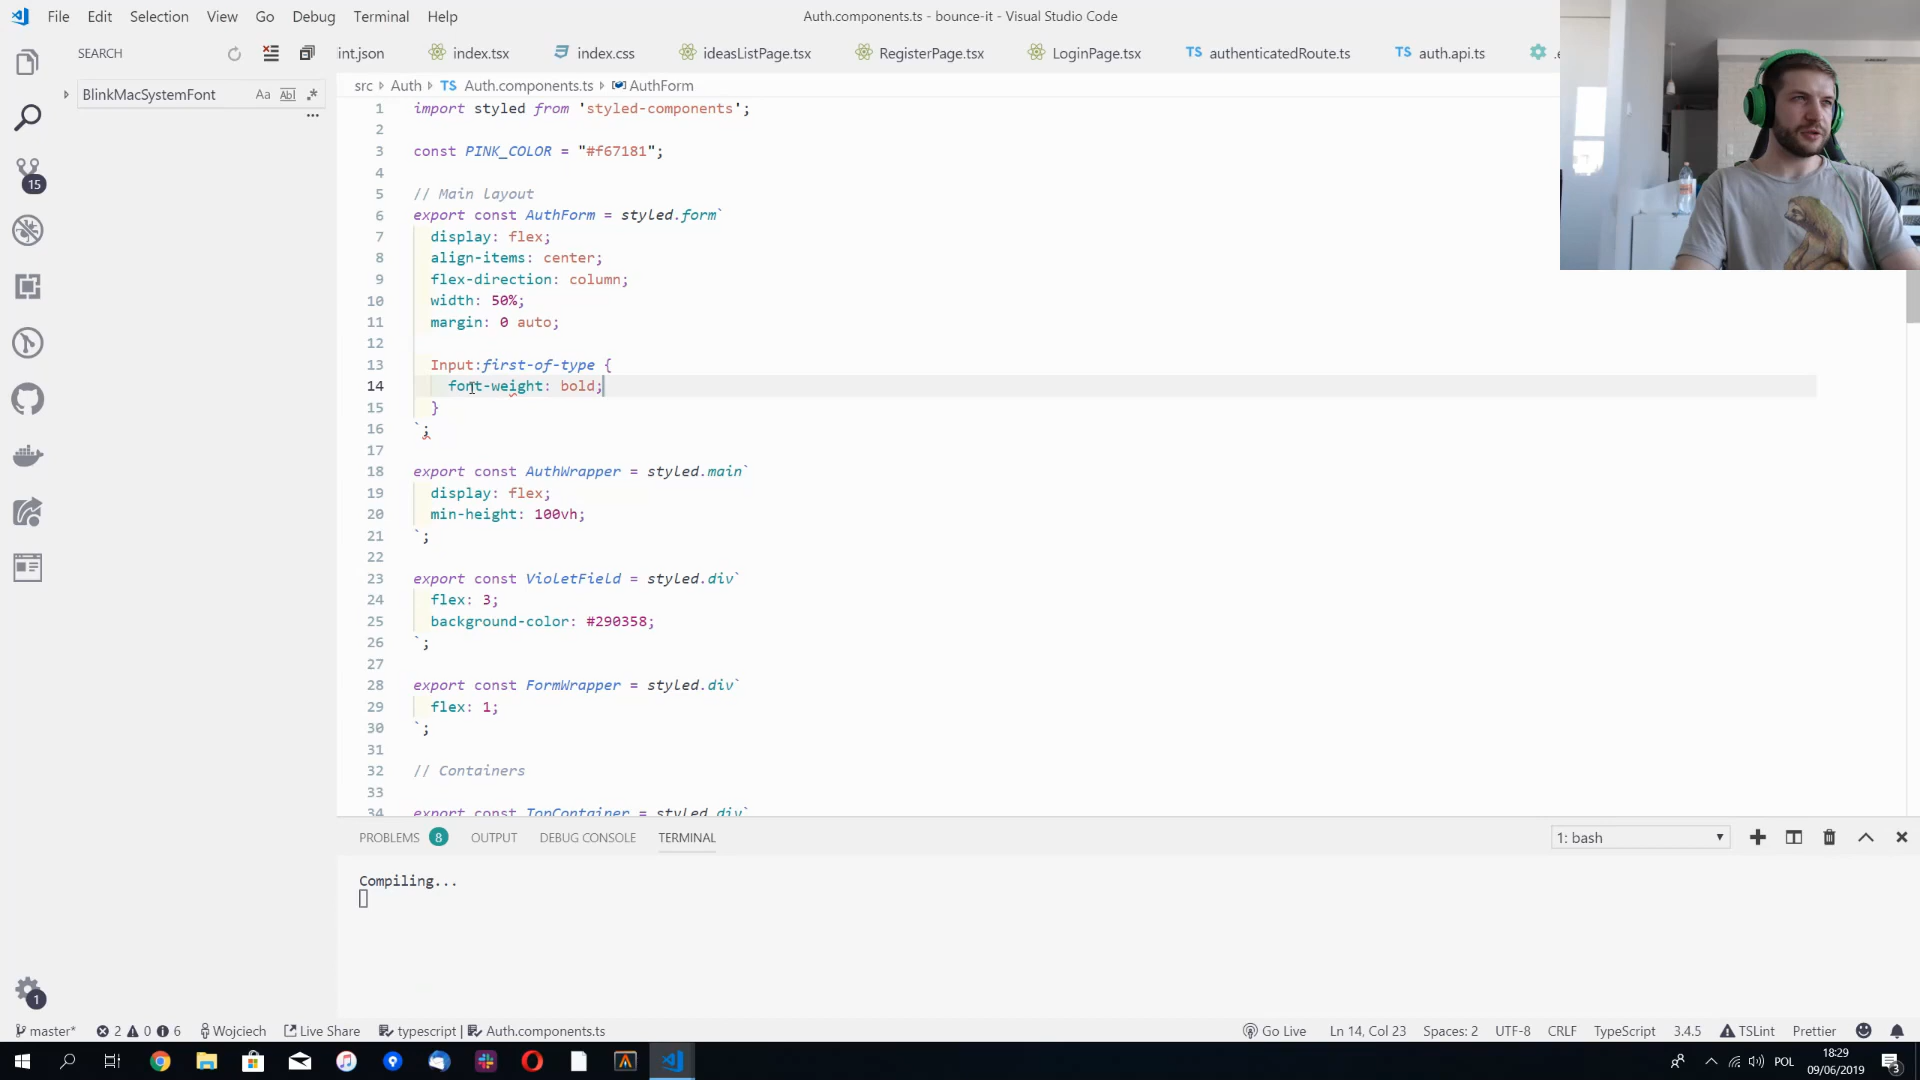 File Edit Selection View Go Debug Terminal Help
Auth.components.ts - bounce-it - Visual Studio Code
SEARCH
int.json index.tsx index.css ideasListPage.tsx RegisterPage.tsx LoginPage.tsx TS authenticatedRoute.ts TS auth.api.ts
BlinkMacSystemFont Aa Abl .*
...
src Auth TS Auth.components.ts AuthForm
1 import styled from 'styled-components';
2
3 const PINK_COLOR = "#f67181";
4
5 // Main layout
6 export const AuthForm = styled.form`
7 display: flex;
8 align-items: center;
9 flex-direction: column;
10 width: 50%;
11 margin: 0 auto;
12
13 Input:first-of-type {
14 font-weight: bold;
15 }
16 `;
17
18 export const AuthWrapper = styled.main`
19 display: flex;
20 min-height: 100vh;
21 `;
22
23 export const VioletField = styled.div`
24 flex: 3;
25 background-color: #290358;
26 `;
27
28 export const FormWrapper = styled.div`
29 flex: 1;
30 `;
31
32 // Containers
33
34 export const TopContainer = styled.div`
15
1
PROBLEMS 8 OUTPUT DEBUG CONSOLE TERMINAL
1: bash
Compiling...
master* 2 0 6 Wojciech Live Share typescript | Auth.components.ts
Go Live Ln 14, Col 23 Spaces: 2 UTF-8 CRLF TypeScript 3.4.5 TSLint Prettier
POL
18:29
09/06/2019
3